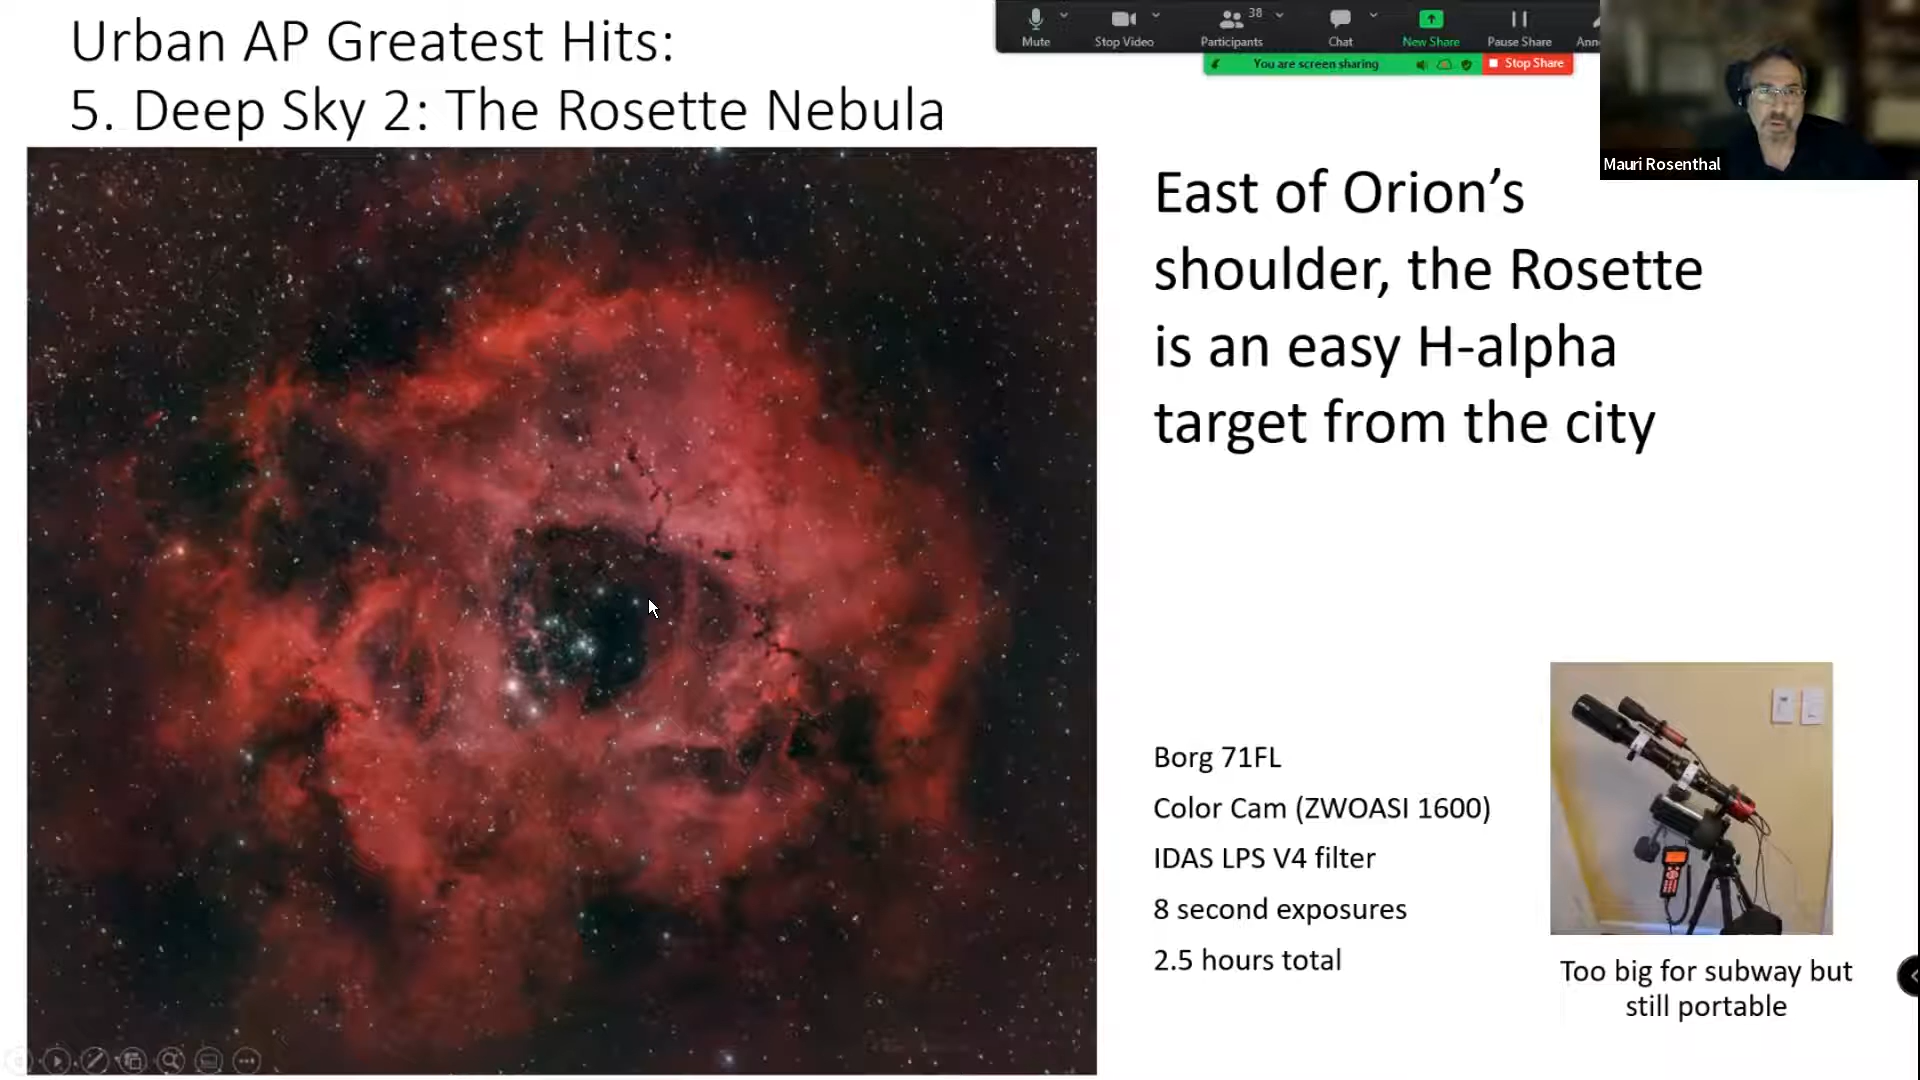 Urban AP Greatest Hits:
5. Deep Sky 2: The Rosette Nebula
Mute
Stop Video
Participants
38
Chat
New Share
Pause Share
You are screen sharing
Stop Share
Mauri Rosenthal
East of Orion’s
shoulder, the Rosette
is an easy H-alpha
target from the city
Borg 71FL
Color Cam (ZWOASI 1600)
IDAS LPS V4 filter
8 second exposures
2.5 hours total
Too big for subway but
still portable